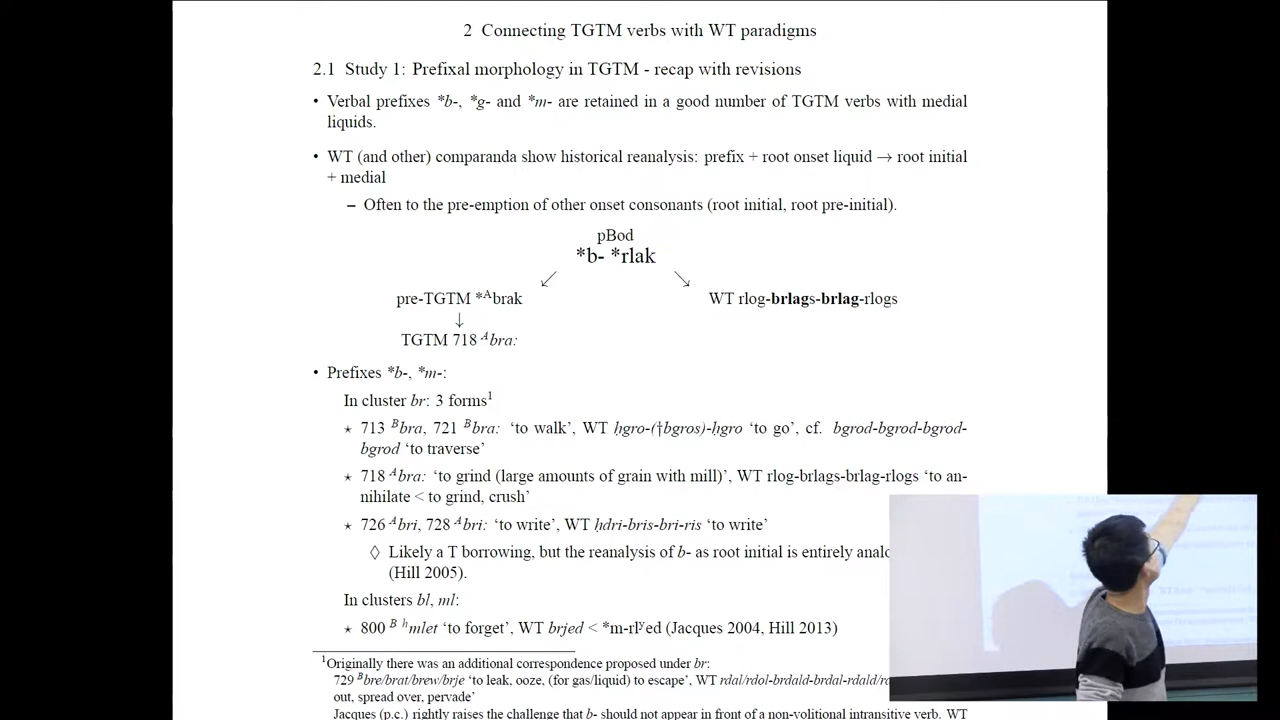 2 Connecting TGTM verbs with WT paradigms
2.1 Study 1: Prefixal morphology in TGTM - recap with revisions
• Verbal prefixes *b-, *g- and *m- are retained in a good number of TGTM verbs with medial
liquids.
• WT (and other) comparanda show historical reanalysis: prefix + root onset liquid → root initial
+ medial
– Often to the pre-emption of other onset consonants (root initial, root pre-initial).
pBod
*b- *rlak
↙ ↘
pre-TGTM *ᴬbrak WT rlog-brlags-brlag-rlogs
↓
TGTM 718 ᴬbra:
• Prefixes *b-, *m-:
In cluster br: 3 forms¹
⋆ 713 ᴮbra, 721 ᴮbra: ‘to walk’, WT ḥgro-(†bgros)-ḥgro ‘to go’, cf. bgrod-bgrod-bgrod-
bgrod ‘to traverse’
⋆ 718 ᴬbra: ‘to grind (large amounts of grain with mill)’, WT rlog-brlags-brlag-rlogs ‘to an-
nihilate < to grind, crush’
⋆ 726 ᴬbri, 728 ᴬbri: ‘to write’, WT ḥdri-bris-bri-ris ‘to write’
◊ Likely a T borrowing, but the reanalysis of b- as root initial is entirely
(Hill 2005).
In clusters bl, ml:
⋆ 800 ᴮ ʰmlet ‘to forget’, WT brjed < *m-rlʸed (Jacques 2004, Hill 2013)
¹Originally there was an additional correspondence proposed under br:
729 ᴮbre/brat/brew/brje ‘to leak, ooze, (for gas/liquid) to escape’, WT rdal/rdol-brdald-brdal-rdald/
out, spread over, pervade’
Jacques (p.c.) rightly raises the challenge that b- should not appear in front of a non-volitional intransitive verb. WT